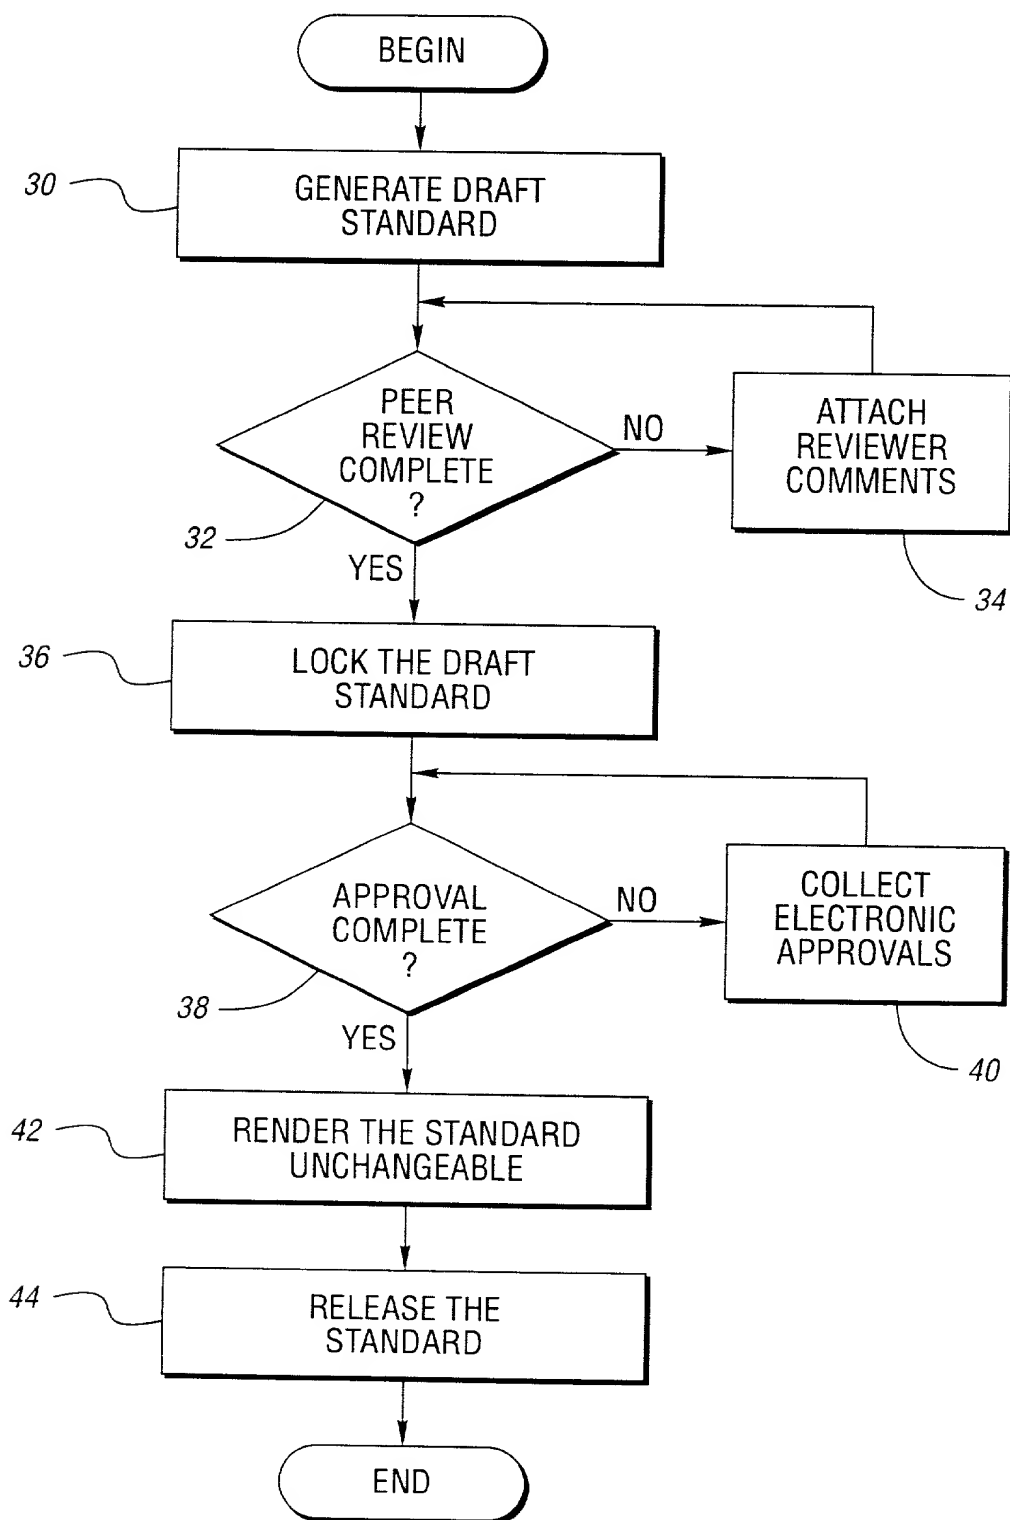 BEGIN
30
GENERATE DRAFT
STANDARD
PEER
REVIEW
COMPLETE
?
NO
ATTACH
REVIEWER
COMMENTS
32
34
YES
36
LOCK THE DRAFT
STANDARD
APPROVAL
COMPLETE
?
NO
COLLECT
ELECTRONIC
APPROVALS
38
40
YES
42
RENDER THE STANDARD
UNCHANGEABLE
44
RELEASE THE
STANDARD
END